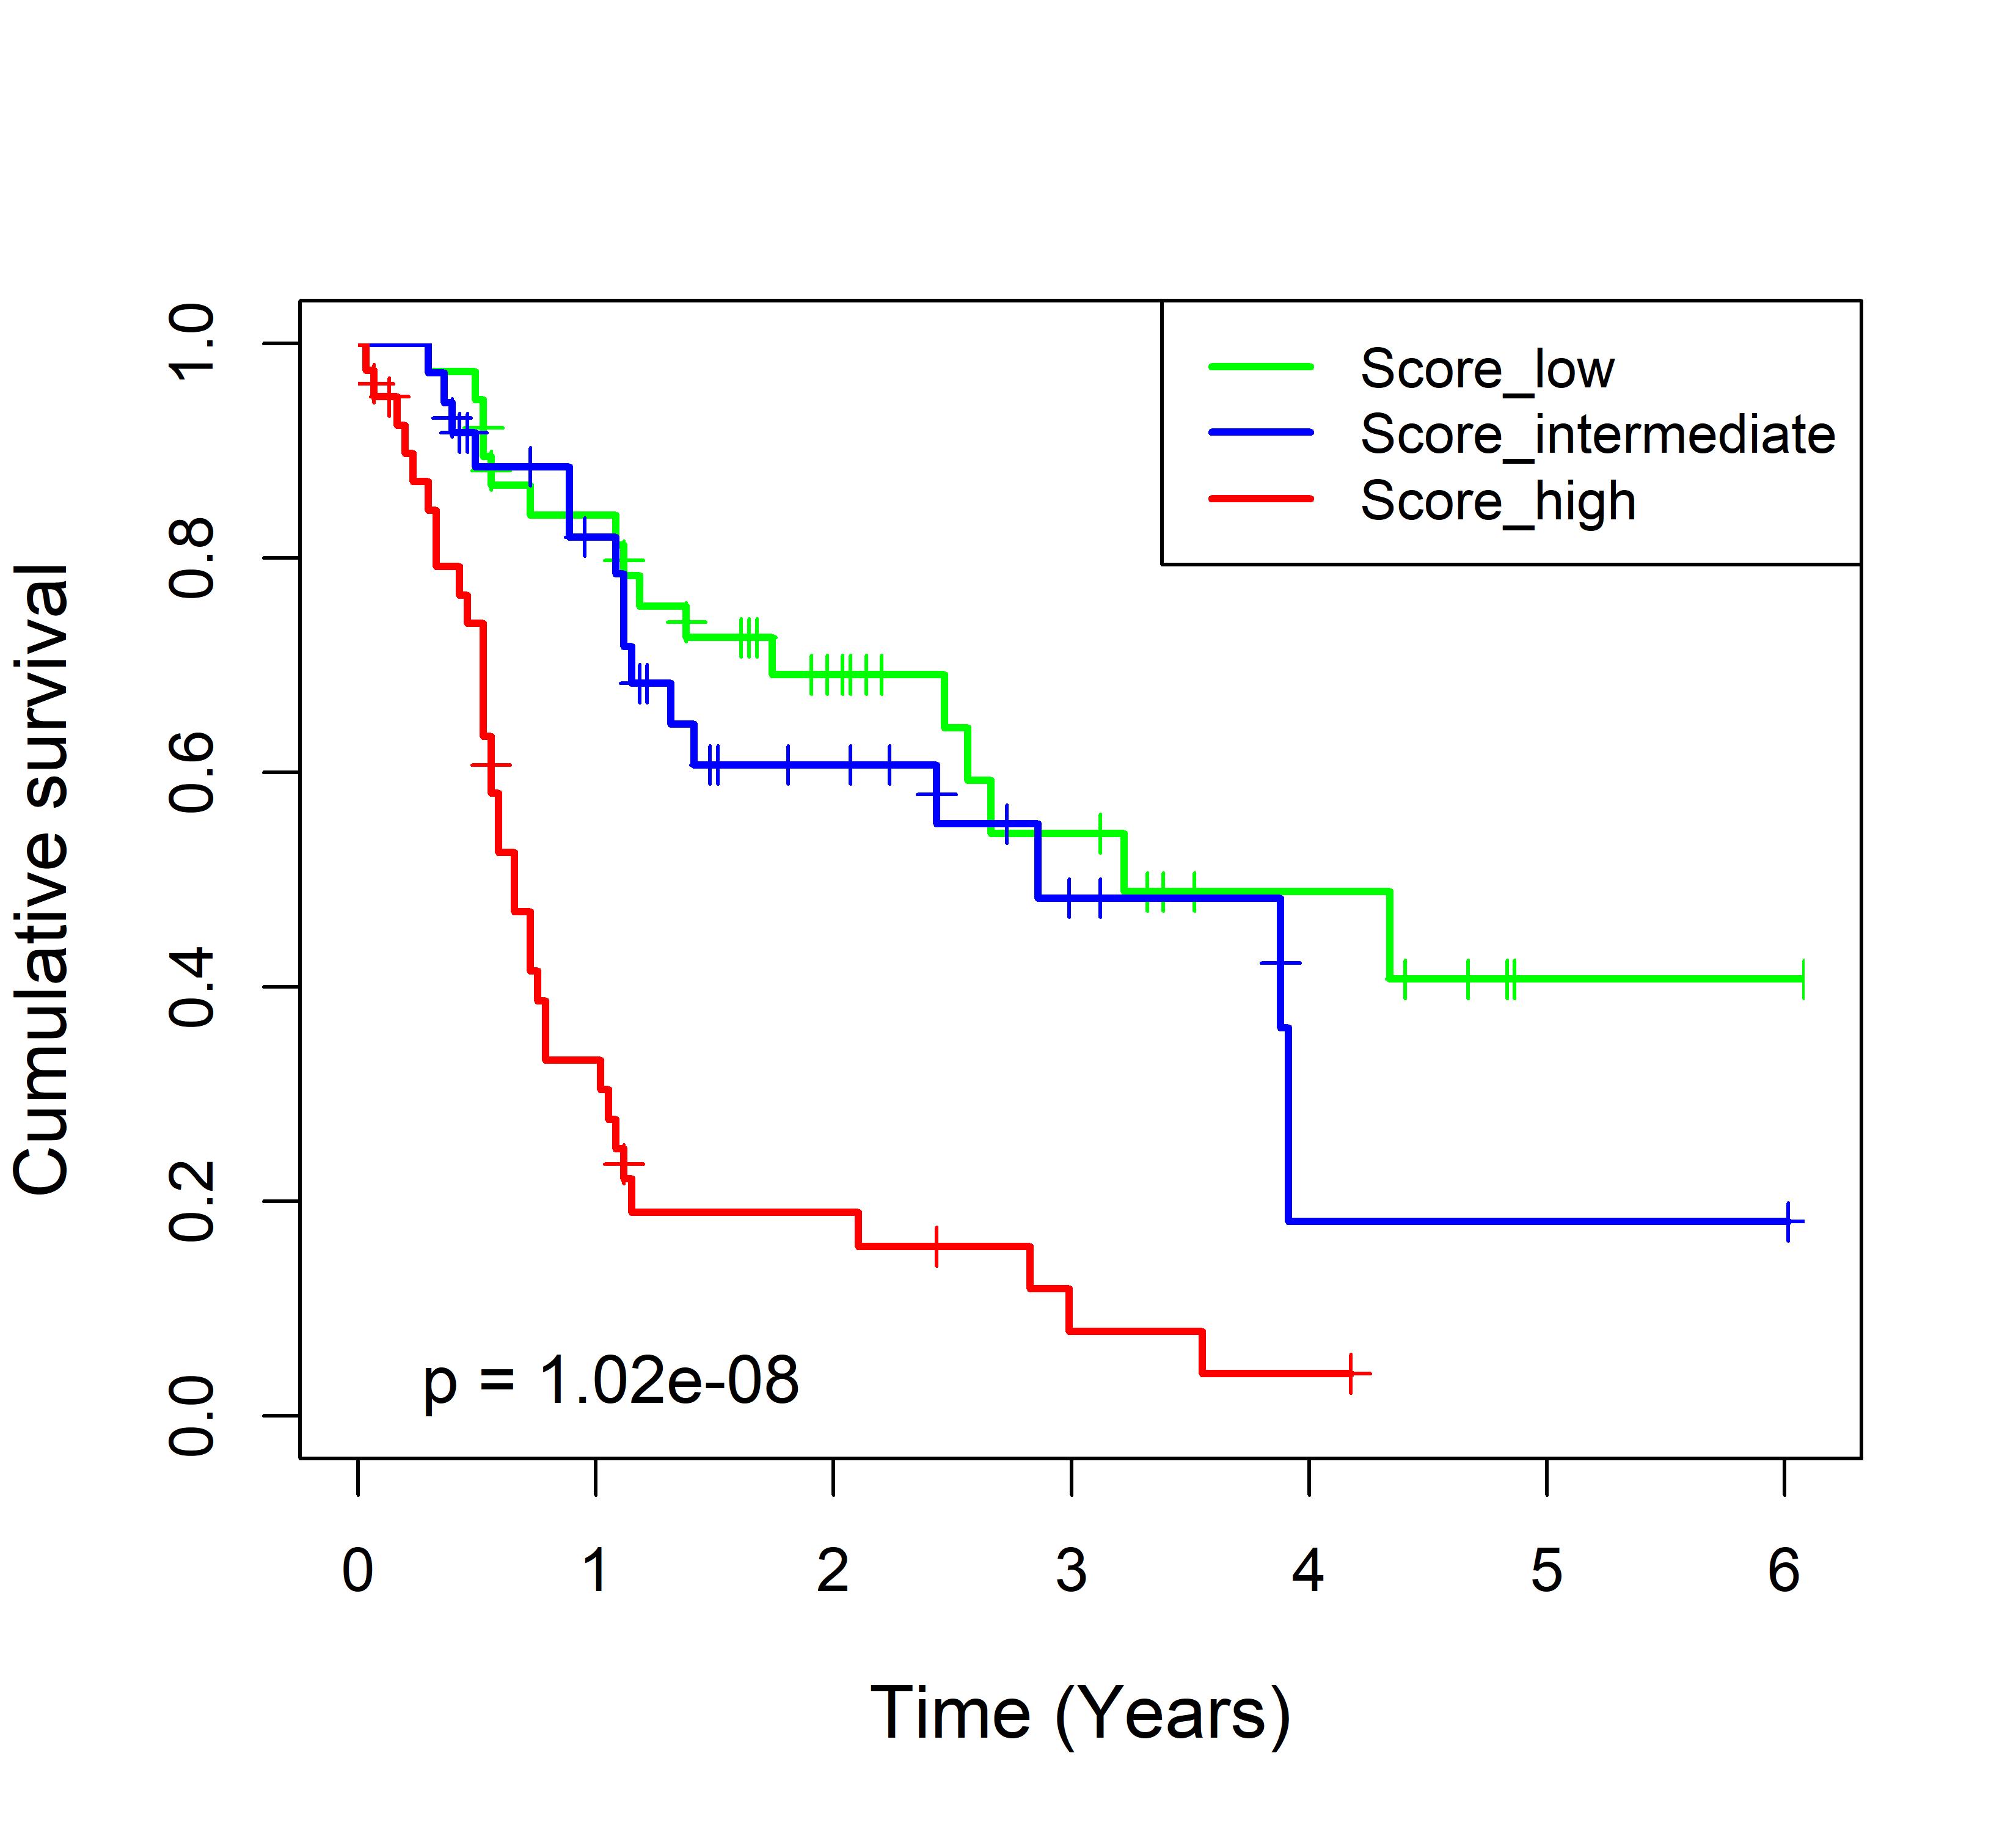 Score_low
Score_intermediate
Score_high
Cumulative survival
1.0
0.8
0.6
0.4
0.2
0.0
p = 1.02e-08
0 1 2 3 4 5 6
Time (Years)